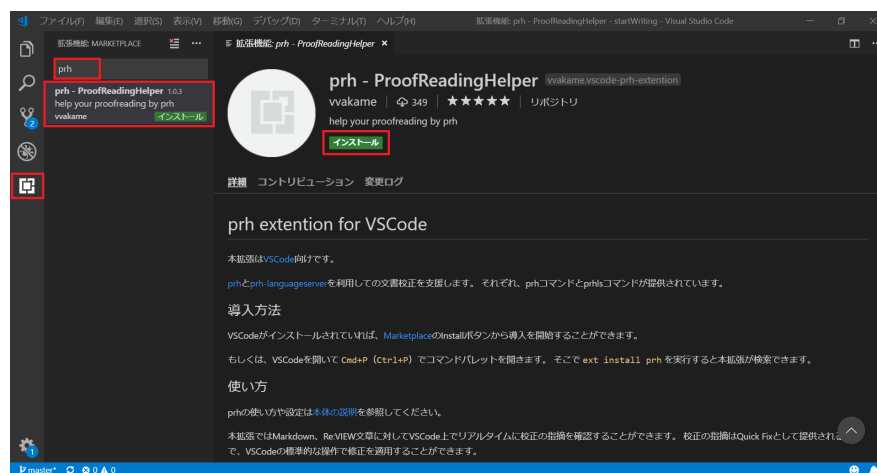 ファイル(F) 編集(E) 選択(S) 表示(V) 移動(G) デバッグ(D) ターミナル(T) ヘルプ(H) 拡張機能: prh - ProofReadingHelper - startWriting - Visual Studio Code
拡張機能: MARKETPLACE
拡張機能: prh - ProofReadingHelper
prh
prh - ProofReadingHelper 1.0.3
help your proofreading by prh
vvakame インストール
prh - ProofReadingHelper vvakame.vscode-prh-extention
vvakame 349 ★★★★★ リポジトリ
help your proofreading by prh
インストール
詳細 コントリビューション 変更ログ
prh extention for VSCode
本拡張はVSCode向けです。
prhとprh-languageserverを利用しての文書校正を支援します。 それぞれ、prhコマンドとprhlsコマンドが提供されています。
導入方法
VSCodeがインストールされていれば、MarketplaceのInstallボタンから導入を開始することができます。
もしくは、VSCodeを開いて Cmd+P（Ctrl+P）でコマンドパレットを開きます。 そこで ext install prh を実行すると本拡張が検索できます。
使い方
prhの使い方や設定は本体の説明を参照してください。
本拡張ではMarkdown、Re:VIEW文章に対してVSCode上でリアルタイムに校正の指摘を確認することができます。 校正の指摘はQuick Fixとして提供される
で、VSCodeの標準的な操作で修正を適用することができます。
2
1
master* 0 0